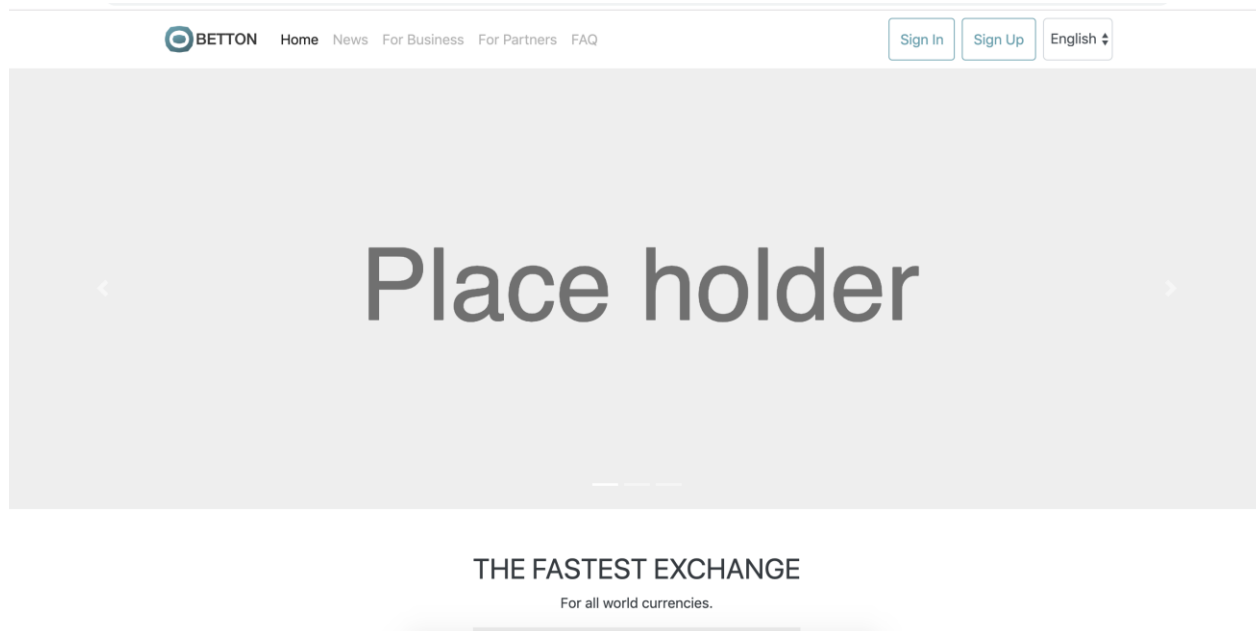 BETTON Home News For Business For Partners FAQ Sign In Sign Up English
Place holder
THE FASTEST EXCHANGE
For all world currencies.